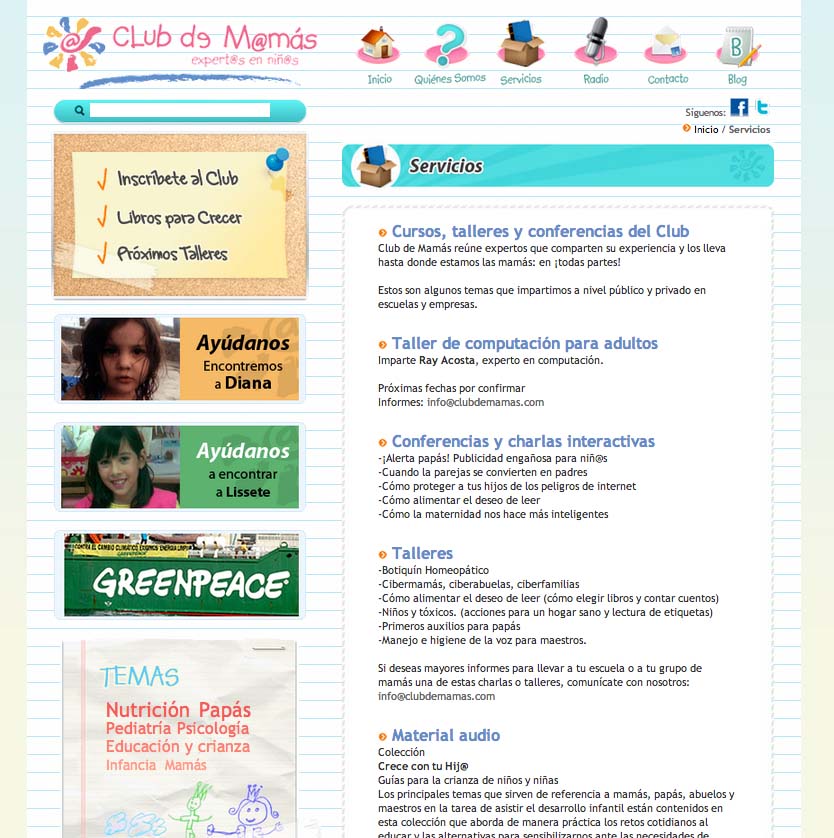 CLub de M@más
expert@s en niñ@s
Inicio
Quiénes Somos
Servicios
Radio
Contacto
B
Blog
Síguenos:
Inicio / Servicios
Inscríbete al Club
Libros para Crecer
Próximos Talleres
Ayúdanos
Encontremos
a Diana
Ayúdanos
a encontrar
a Lissete
CONTRA EL CAMBIO CLIMATICO EXIGIMOS ENERGIA LIMPIA
GREENPEACE
TEMAS
Nutrición Papás
Pediatría Psicología
Educación y crianza
Infancia Mamás
Servicios
Cursos, talleres y conferencias del Club
Club de Mamás reúne expertos que comparten su experiencia y los lleva
hasta donde estamos las mamás: en ¡todas partes!
Estos son algunos temas que impartimos a nivel público y privado en
escuelas y empresas.
Taller de computación para adultos
Imparte Ray Acosta, experto en computación.
Próximas fechas por confirmar
Informes: info@clubdemamas.com
Conferencias y charlas interactivas
-¡Alerta papás! Publicidad engañosa para niñ@s
-Cuando la parejas se convierten en padres
-Cómo proteger a tus hijos de los peligros de internet
-Cómo alimentar el deseo de leer
-Cómo la maternidad nos hace más inteligentes
Talleres
-Botiquín Homeopático
-Cibermamás, ciberabuelas, ciberfamilias
-Cómo alimentar el deseo de leer (cómo elegir libros y contar cuentos)
-Niños y tóxicos. (acciones para un hogar sano y lectura de etiquetas)
-Primeros auxilios para papás
-Manejo e higiene de la voz para maestros.
Si deseas mayores informes para llevar a tu escuela o a tu grupo de
mamás una de estas charlas o talleres, comunícate con nosotros:
info@clubdemamas.com
Material audio
Colección
Crece con tu Hij@
Guías para la crianza de niños y niñas
Los principales temas que sirven de referencia a mamás, papás, abuelos y
maestros en la tarea de asistir el desarrollo infantil están contenidos en
esta colección que aborda de manera práctica los retos cotidianos al
educar y las alternativas para sensibilizarnos ante las necesidades de